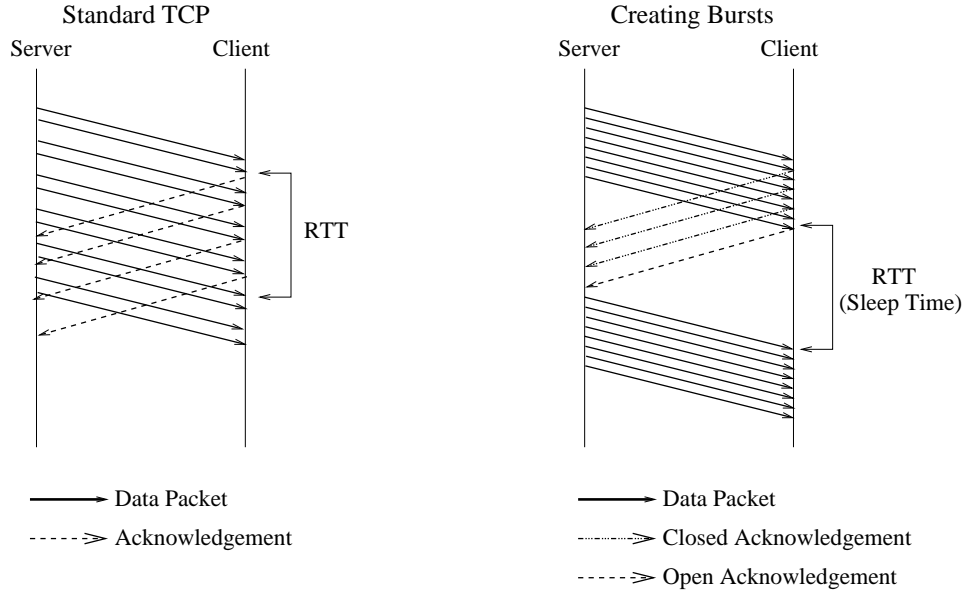 Standard TCP
Server Client
RTT
Data Packet
Acknowledgement
Creating Bursts
Server Client
RTT
(Sleep Time)
Data Packet
Closed Acknowledgement
Open Acknowledgement